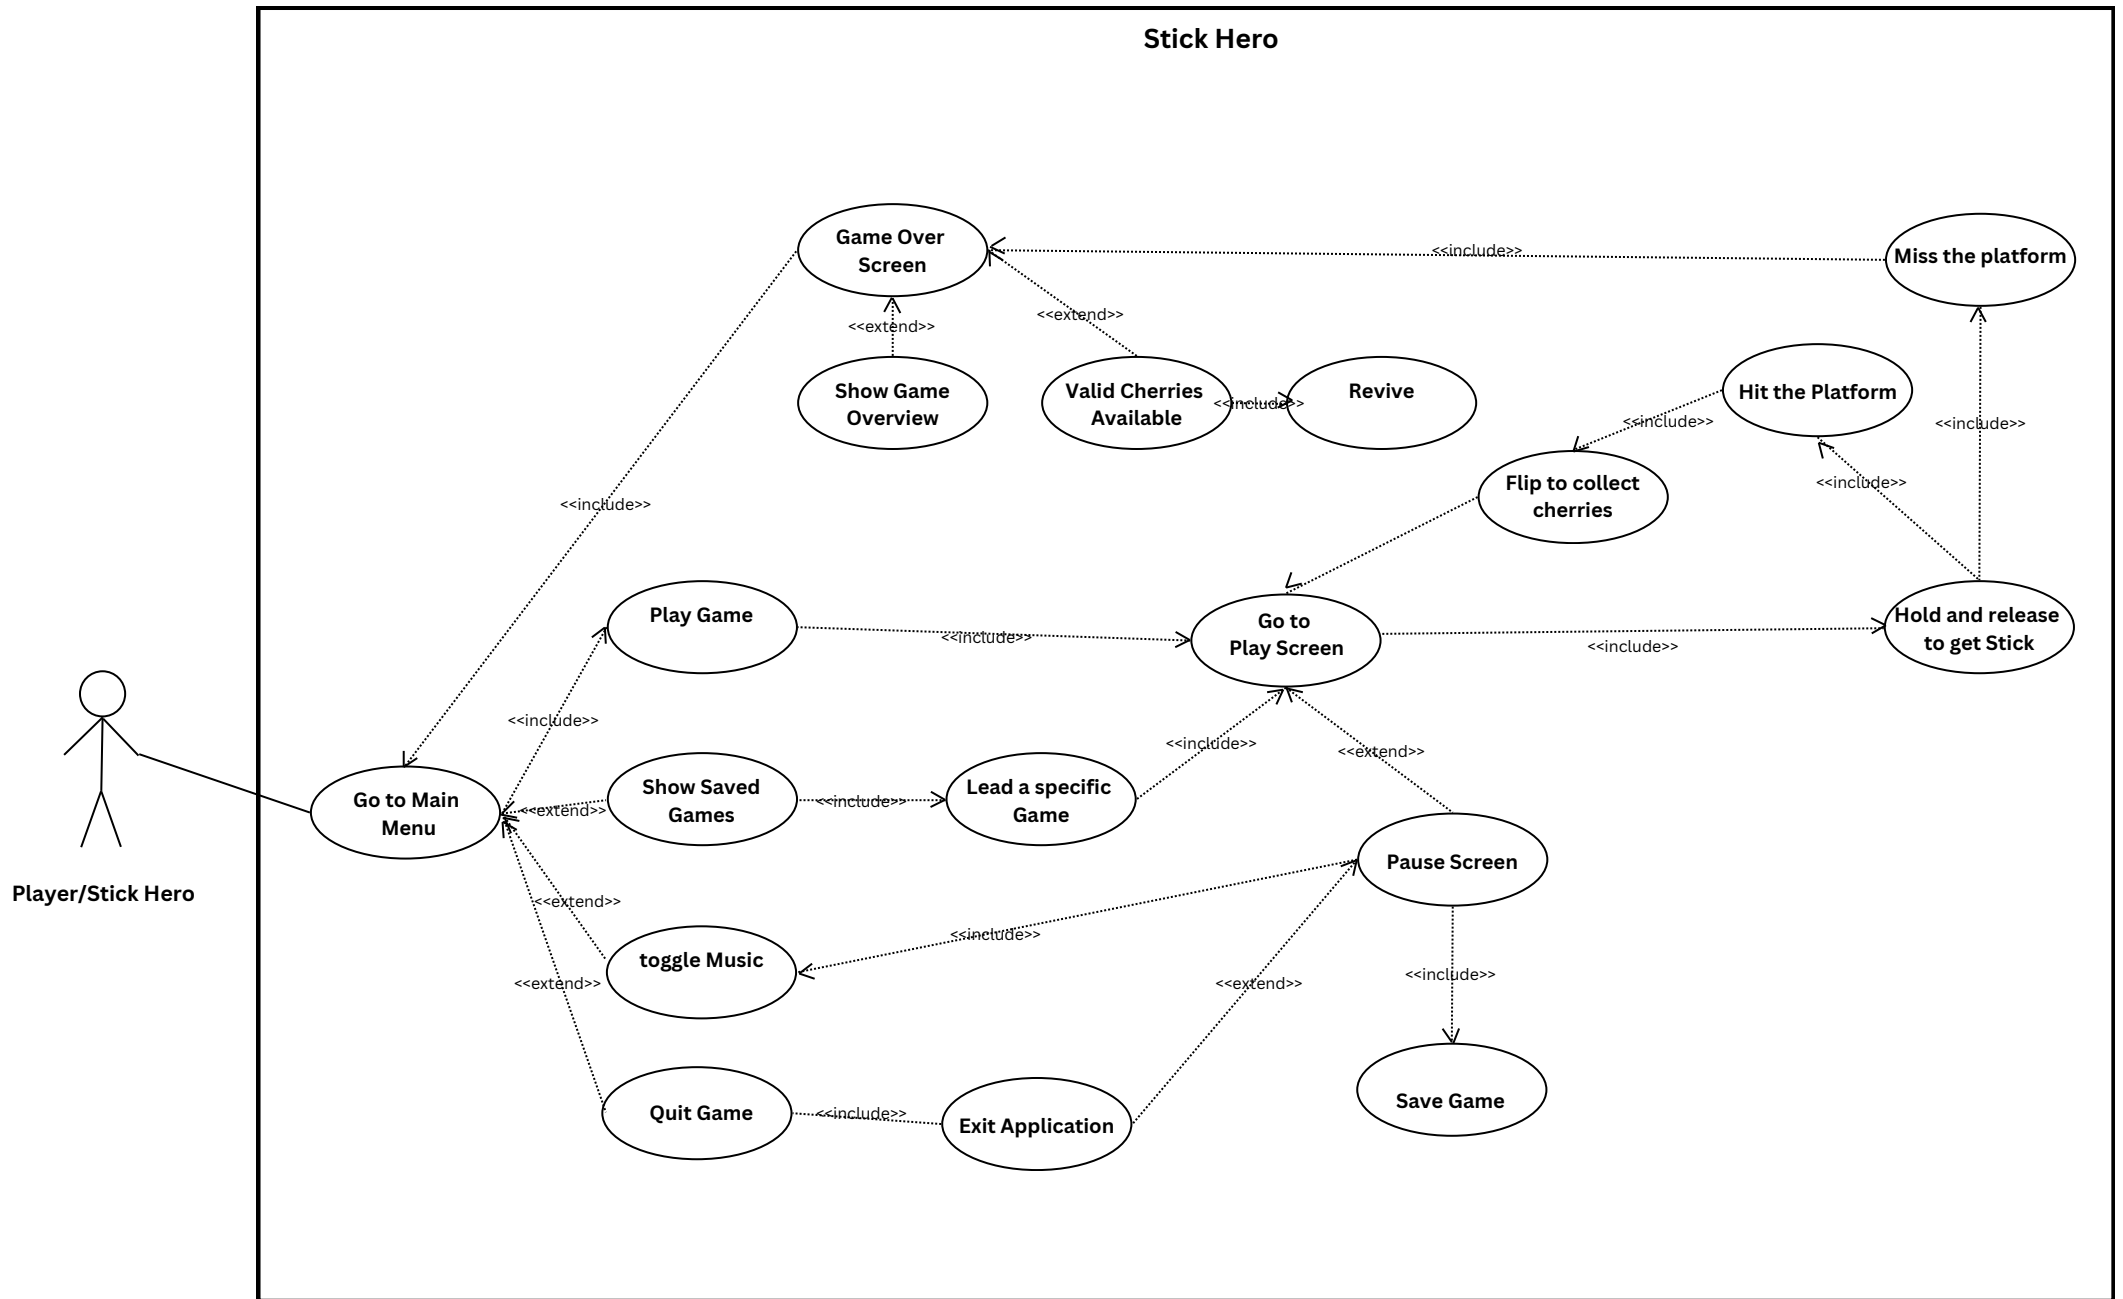 Stick Hero
Game Over
Screen
<<include>>
Miss the platform
<<extend>>
<<extend>>
Show Game
Overview
Valid Cherries
Available
<<include>>
Revive
Hit the Platform
<<include>>
<<include>>
Flip to collect
cherries
<<include>>
<<include>>
Play Game
<<include>>
Go to
Play Screen
<<include>>
Hold and release
to get Stick
<<include>>
<<include>>
<<extend>>
Go to Main
Menu
<<extend>>
Show Saved
Games
<<include>>
Lead a specific
Game
Pause Screen
Player/Stick Hero
<<extend>>
toggle Music
<<include>>
<<extend>>
<<extend>>
<<include>>
Quit Game
<<include>>
Exit Application
Save Game